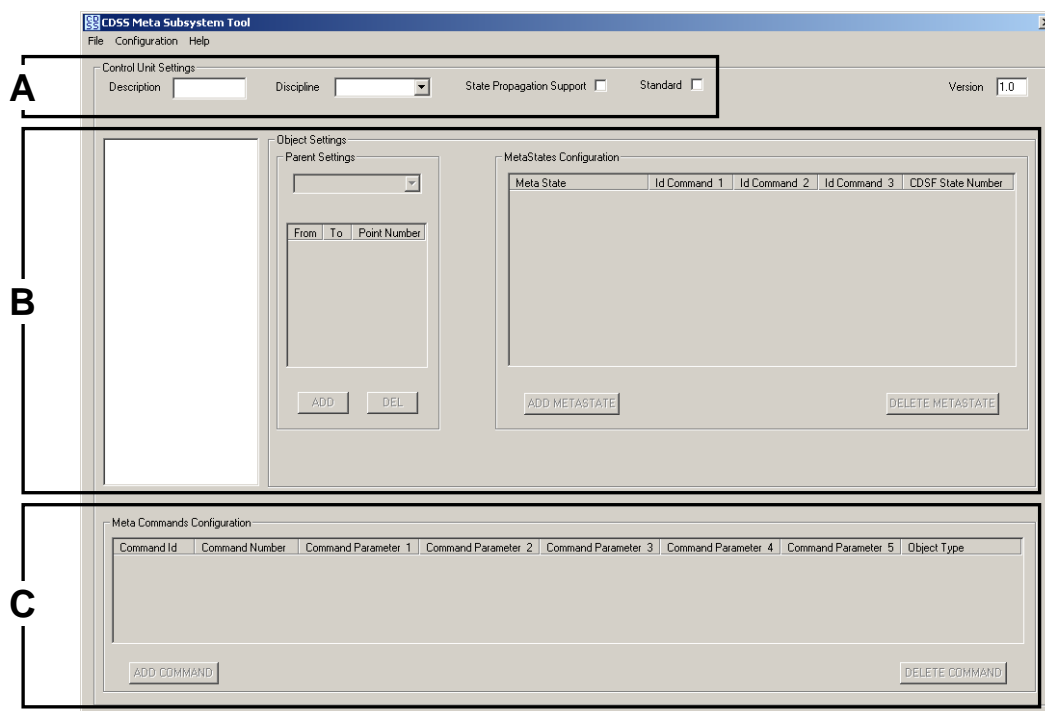 CDSS CDSS Meta Subsystem Tool
File Configuration Help
A
Control Unit Settings
Description Discipline State Propagation Support Standard Version 1.0
B
Object Settings
Parent Settings
MetaStates Configuration
Meta State Id Command 1 Id Command 2 Id Command 3 CDSF State Number
From To Point Number
ADD DEL
ADD METASTATE DELETE METASTATE
C
Meta Commands Configuration
Command Id Command Number Command Parameter 1 Command Parameter 2 Command Parameter 3 Command Parameter 4 Command Parameter 5 Object Type
ADD COMMAND DELETE COMMAND